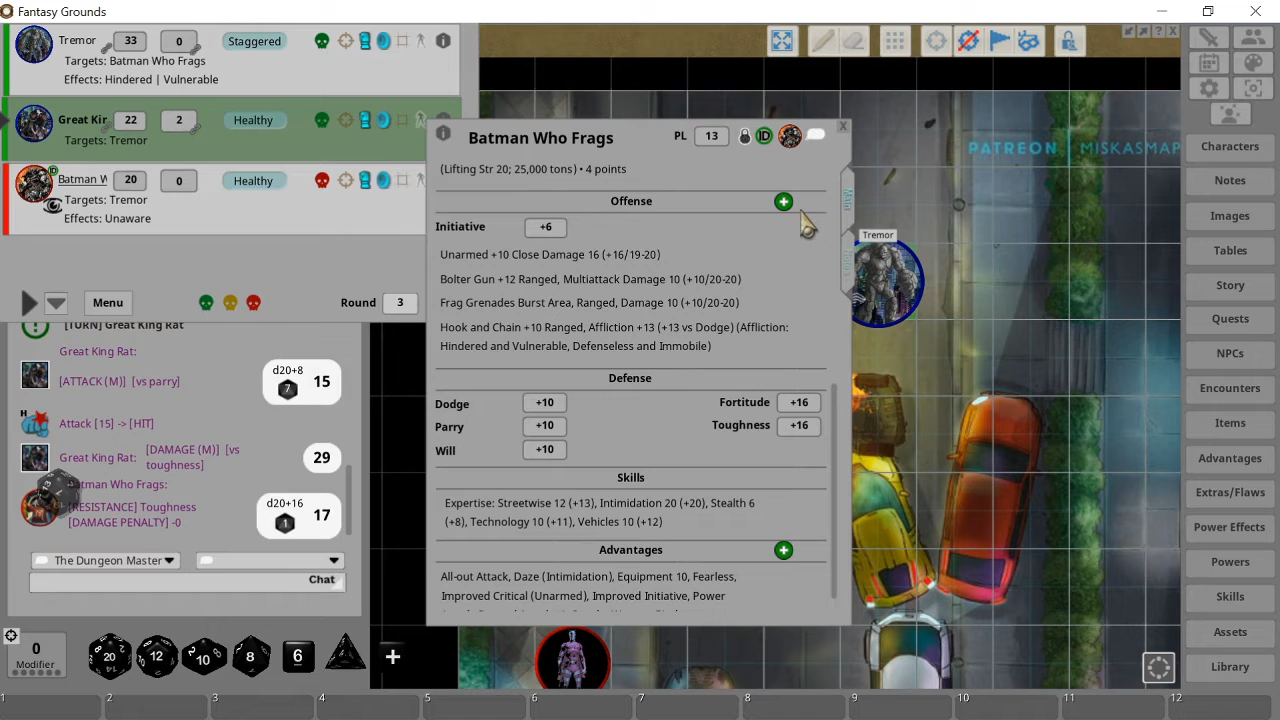 Fantasy Grounds
Tremor 33 0 Staggered
Targets: Batman Who Frags
Effects: Hindered | Vulnerable
Great Kin 22 2 Healthy
Targets: Tremor
Batman W 20 0 Healthy
Targets: Tremor
Effects: Unaware
Menu
Round 3
[TURN] Great King Rat
Great King Rat:
[ATTACK (M)] [vs parry]
d20+8
7
15
H
Attack [15] -> [HIT]
Great King Rat: [DAMAGE (M)] [vs
toughness]
29
Batman Who Frags:
[RESISTANCE] Toughness
[DAMAGE PENALTY] -0
d20+16
1
17
The Dungeon Master
Chat
0
Modifier
20
12
10
8
6
+
Batman Who Frags
PL 13
ID
X
(Lifting Str 20; 25,000 tons) • 4 points
Offense
Initiative +6
Unarmed +10 Close Damage 16 (+16/19-20)
Bolter Gun +12 Ranged, Multiattack Damage 10 (+10/20-20)
Frag Grenades Burst Area, Ranged, Damage 10 (+10/20-20)
Hook and Chain +10 Ranged, Affliction +13 (+13 vs Dodge) (Affliction:
Hindered and Vulnerable, Defenseless and Immobile)
Defense
Dodge +10 Fortitude +16
Parry +10 Toughness +16
Will +10
Skills
Expertise: Streetwise 12 (+13), Intimidation 20 (+20), Stealth 6
(+8), Technology 10 (+11), Vehicles 10 (+12)
Advantages
All-out Attack, Daze (Intimidation), Equipment 10, Fearless,
Improved Critical (Unarmed), Improved Initiative, Power
Main
Notes
Tremor
PATREON | MISKASMAP
Characters
Notes
Images
Tables
Story
Quests
NPCs
Encounters
Items
Advantages
Extras/Flaws
Power Effects
Powers
Skills
Assets
Library
1 2 3 4 5 6 7 8 9 10 11 12